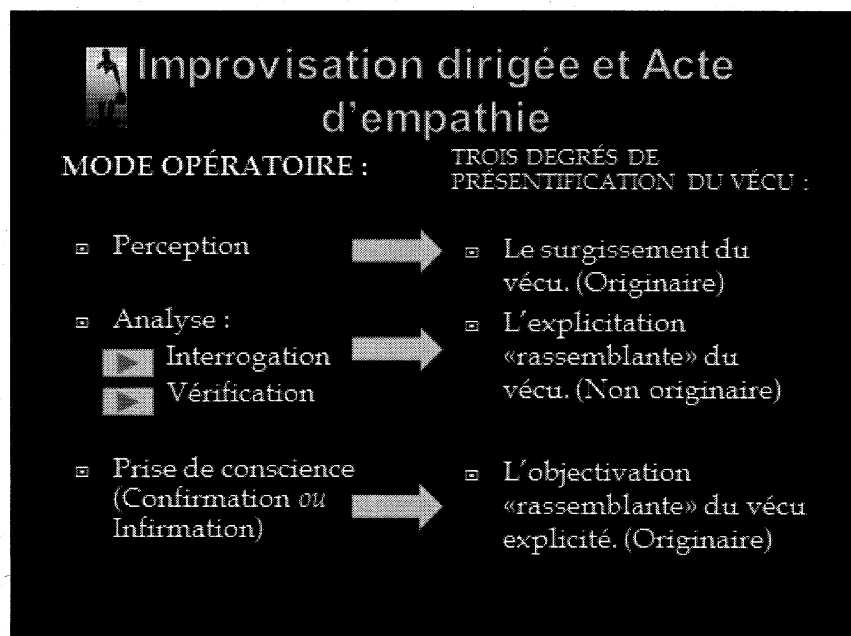 Improvisation dirigée et Acte
d'empathie
MODE OPÉRATOIRE :
TROIS DEGRÉS DE
PRÉSENTIFICATION DU VÉCU :
Perception
Le surgissement du
vécu. (Originaire)
Analyse :
Interrogation
Vérification
L'explicitation
«rassemblante» du
vécu. (Non originaire)
Prise de conscience
(Confirmation ou
Infirmation)
L'objectivation
«rassemblante» du vécu
explicité. (Originaire)